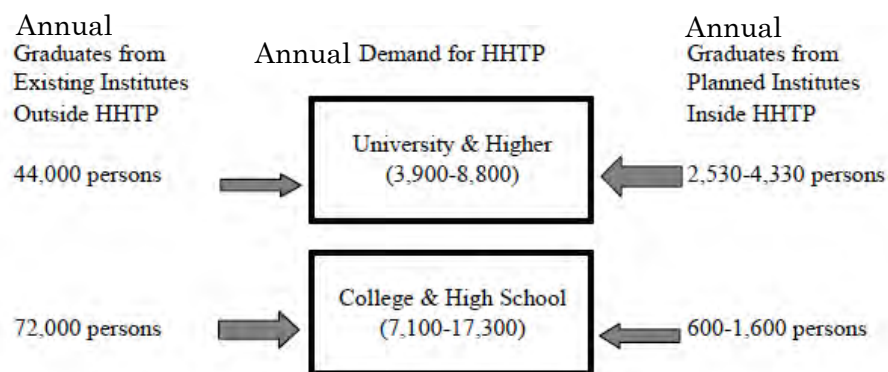 Annual
Graduates from
Existing Institutes
Outside HHTP
44,000 persons
72,000 persons
Annual Demand for HHTP
University & Higher
(3,900-8,800)
College & High School
(7,100-17,300)
Annual
Graduates from
Planned Institutes
Inside HHTP
2,530-4,330 persons
600-1,600 persons